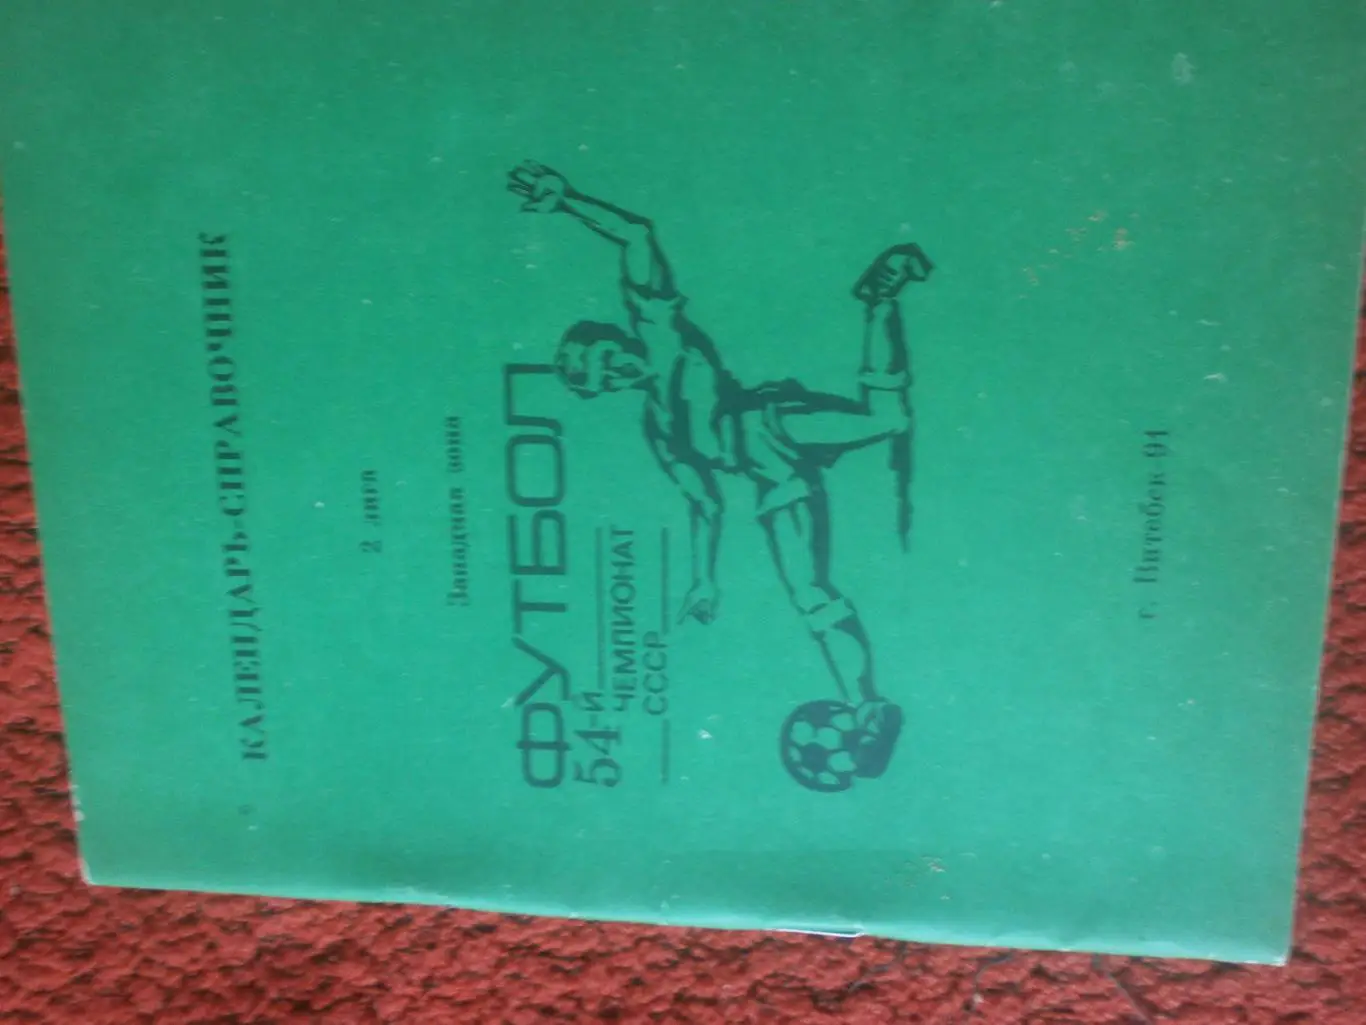 КАЛЕНДАРЬ-СПРАВОЧНИК
2 лига
Западная зона
ФУТБОЛ
54-й
ЧЕМПИОНАТ
СССР
г. Витебск-91